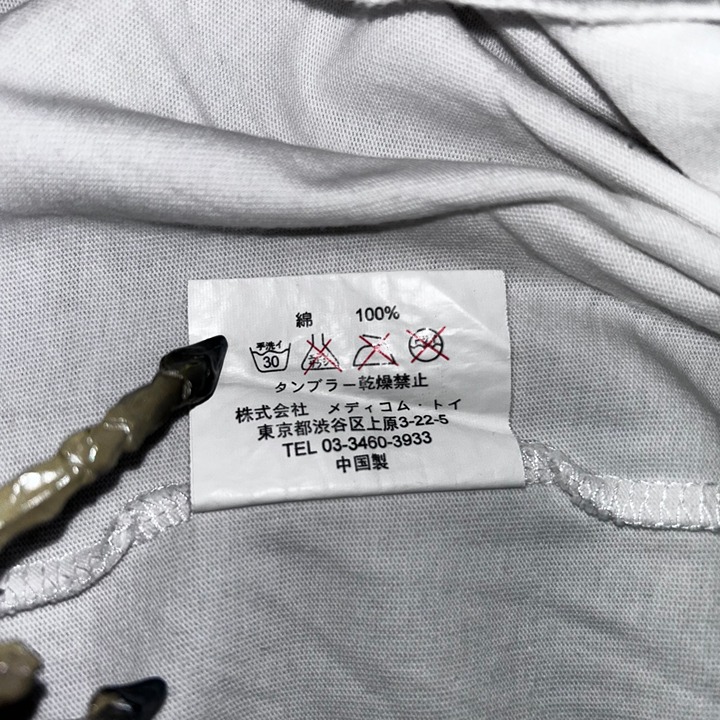 綿 100%
手洗イ
30
タンブラー乾燥禁止
株式会社 メディコム・トイ
東京都渋谷区上原3-22-5
TEL 03-3460-3933
中国製